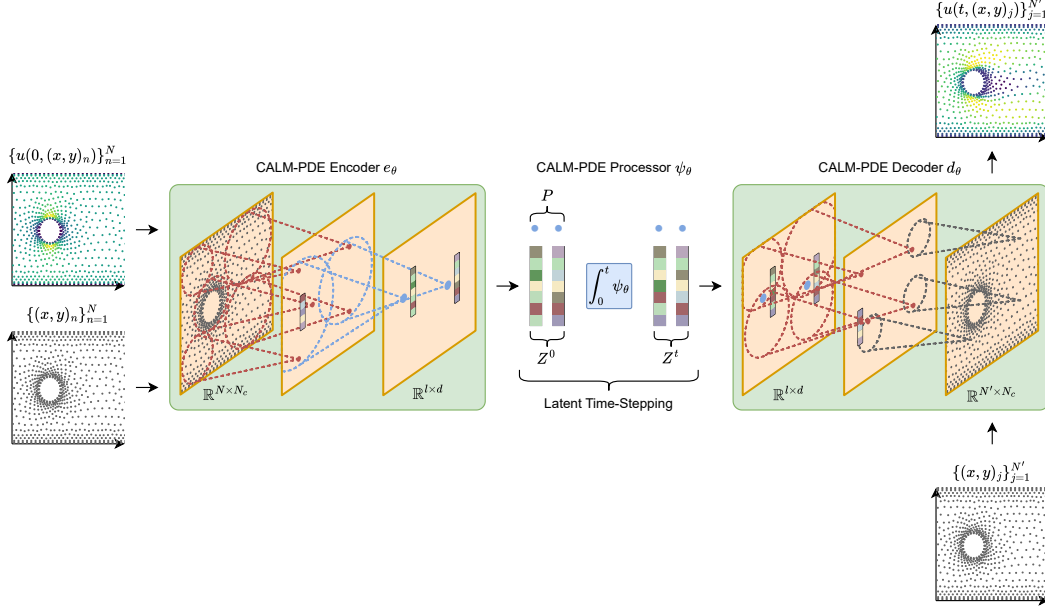 {u(t, (x, y)_j)}_{j=1}^{N'}
{u(0, (x, y)_n)}_{n=1}^{N}
CALM-PDE Encoder e_θ
CALM-PDE Processor ψ_θ
CALM-PDE Decoder d_θ
P
∫_0^t ψ_θ
{(x, y)_n}_{n=1}^{N}
Z^0
Z^t
ℝ^{N×N_c}
ℝ^{l×d}
ℝ^{l×d}
ℝ^{N'×N_c}
Latent Time-Stepping
{(x, y)_j}_{j=1}^{N'}